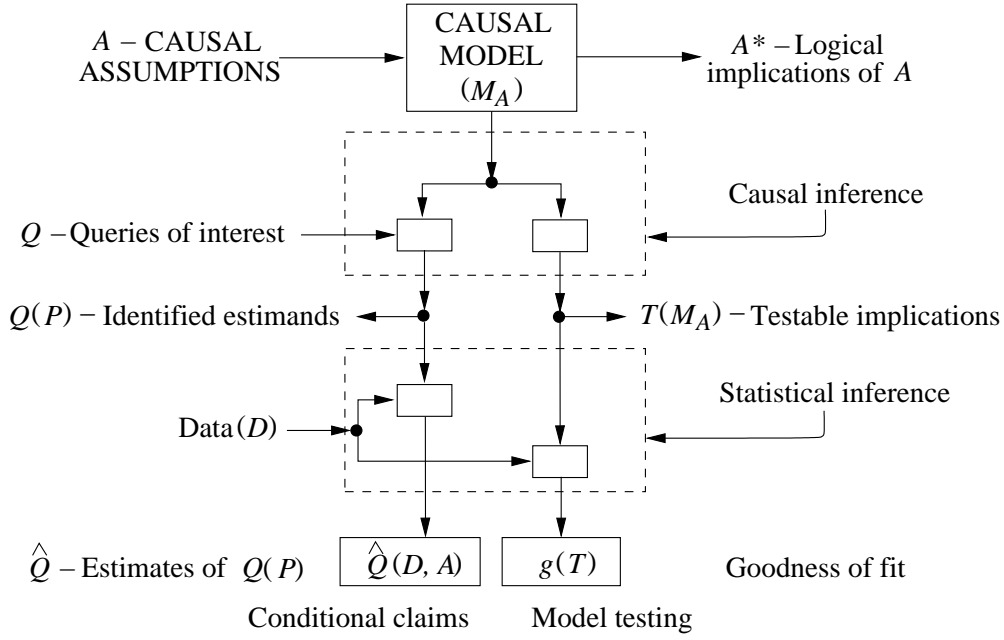 A – CAUSAL ASSUMPTIONS
CAUSAL MODEL (M_A)
A* – Logical implications of A
Causal inference
Q – Queries of interest
Q(P) – Identified estimands
T(M_A) – Testable implications
Statistical inference
Data (D)
Q̂ – Estimates of Q(P)
Q̂(D, A)
g(T)
Goodness of fit
Conditional claims
Model testing